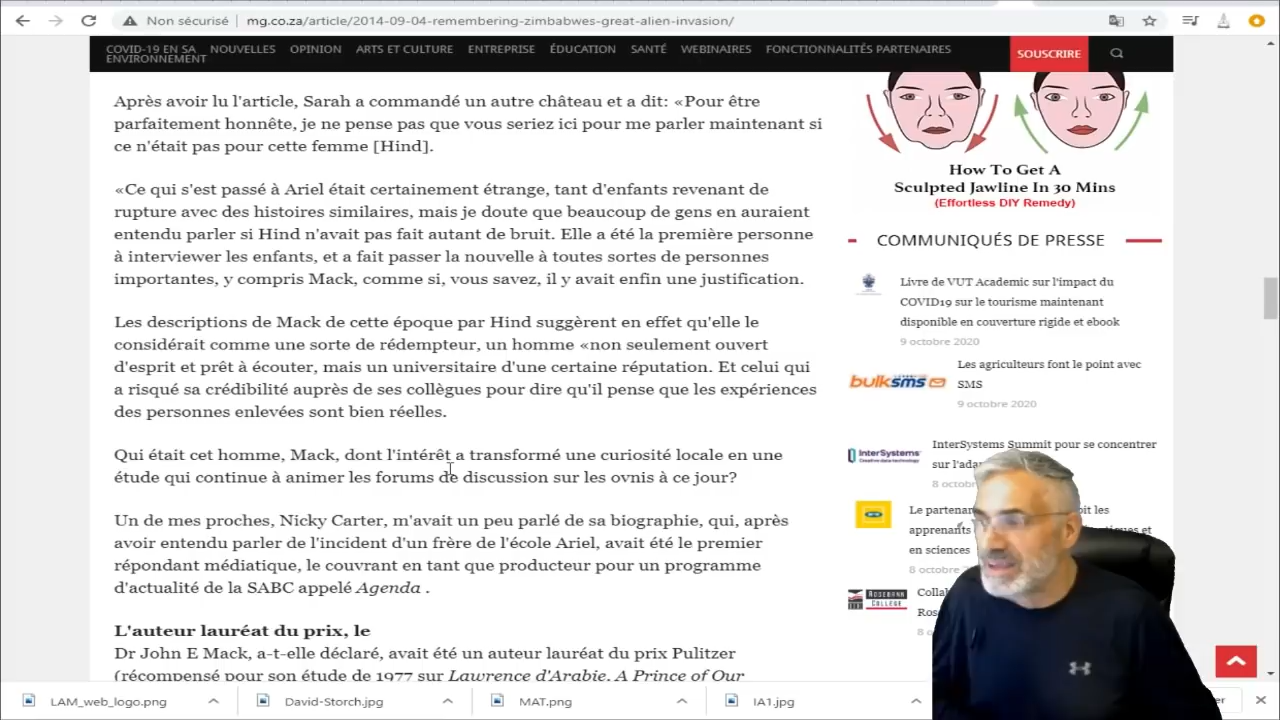 Non sécurisé | mg.co.za/article/2014-09-04-remembering-zimbabwes-great-alien-invasion/
COVID-19 EN SA NOUVELLES OPINION ARTS ET CULTURE ENTREPRISE ÉDUCATION SANTÉ WEBINAIRES FONCTIONNALITÉS PARTENAIRES
ENVIRONNEMENT
SOUSCRIRE
Après avoir lu l'article, Sarah a commandé un autre château et a dit: «Pour être
parfaitement honnête, je ne pense pas que vous seriez ici pour me parler maintenant si
ce n'était pas pour cette femme [Hind].
«Ce qui s'est passé à Ariel était certainement étrange, tant d'enfants revenant de
rupture avec des histoires similaires, mais je doute que beaucoup de gens en auraient
entendu parler si Hind n'avait pas fait autant de bruit. Elle a été la première personne
à interviewer les enfants, et a fait passer la nouvelle à toutes sortes de personnes
importantes, y compris Mack, comme si, vous savez, il y avait enfin une justification.
Les descriptions de Mack de cette époque par Hind suggèrent en effet qu'elle le
considérait comme une sorte de rédempteur, un homme «non seulement ouvert
d'esprit et prêt à écouter, mais un universitaire d'une certaine réputation. Et celui qui
a risqué sa crédibilité auprès de ses collègues pour dire qu'il pense que les expériences
des personnes enlevées sont bien réelles.
Qui était cet homme, Mack, dont l'intérêt a transformé une curiosité locale en une
étude qui continue à animer les forums de discussion sur les ovnis à ce jour?
Un de mes proches, Nicky Carter, m'avait un peu parlé de sa biographie, qui, après
avoir entendu parler de l'incident d'un frère de l'école Ariel, avait été le premier
répondant médiatique, le couvrant en tant que producteur pour un programme
d'actualité de la SABC appelé Agenda .
L'auteur lauréat du prix, le
Dr John E Mack, a-t-elle déclaré, avait été un auteur lauréat du prix Pulitzer
(récompensé pour son étude de 1977 sur Lawrence d'Arabie, A Prince of Our
How To Get A
Sculpted Jawline In 30 Mins
(Effortless DIY Remedy)
COMMUNIQUÉS DE PRESSE
Livre de VUT Academic sur l'impact du
COVID19 sur le tourisme maintenant
disponible en couverture rigide et ebook
9 octobre 2020
bulksms
Les agriculteurs font le point avec
SMS
9 octobre 2020
InterSystems
InterSystems Summit pour se concentrer
sur
8
Le
apprenants
en sciences
8 octob
ROSEBANK
COLLEGE
LAM_web_logo.png
David-Storch.jpg
MAT.png
IA1.jpg